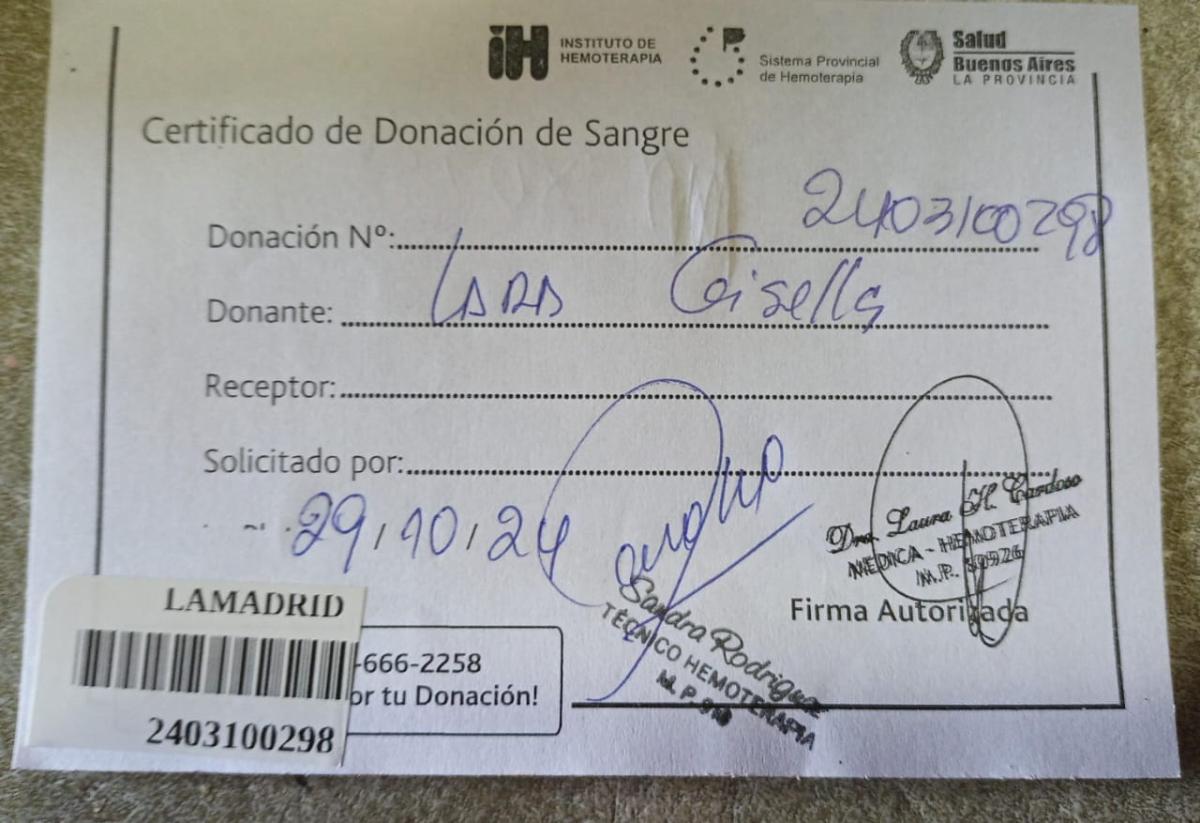 iH INSTITUTO DE HEMOTERAPIA
Sistema Provincial de Hemoterapia
Salud
Buenos Aires
LA PROVINCIA
Certificado de Donación de Sangre
Donación Nº: 2403100298
Donante: LARA Gisella
Receptor:
Solicitado por:
29/10/24
Dra. Laura H. Cardoso
MEDICA - HEMOTERAPIA
M.P.
Firma Autorizada
Sandra Rodriguez
TÉCNICO HEMOTERAPIA
M.P.
LAMADRID
2403100298
-666-2258
or tu Donación!